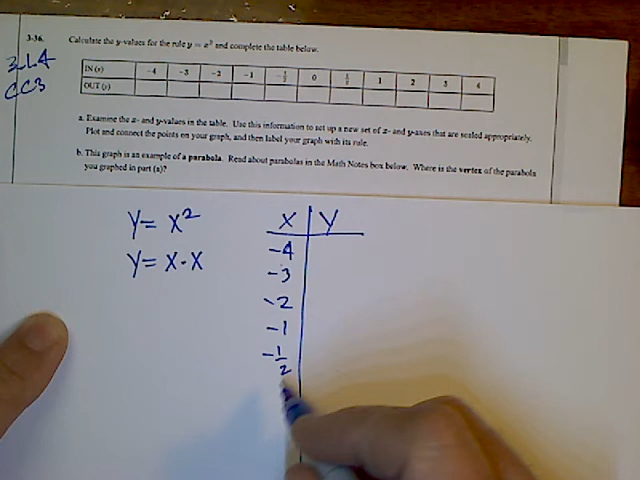 3-36. Calculate the y-values for the rule y = x² and complete the table below.
3.1.4
CC3
IN (x) -4 -3 -2 -1 -1/2 0 1/2 1 2 3 4
OUT (y)
a. Examine the x- and y-values in the table. Use this information to set up a new set of x- and y-axes that are scaled appropriately.
Plot and connect the points on your graph, and then label your graph with its rule.
b. This graph is an example of a parabola. Read about parabolas in the Math Notes box below. Where is the vertex of the parabola
you graphed in part (a)?
y = x²
y = x · x
x y
-4
-3
-2
-1
-1/2